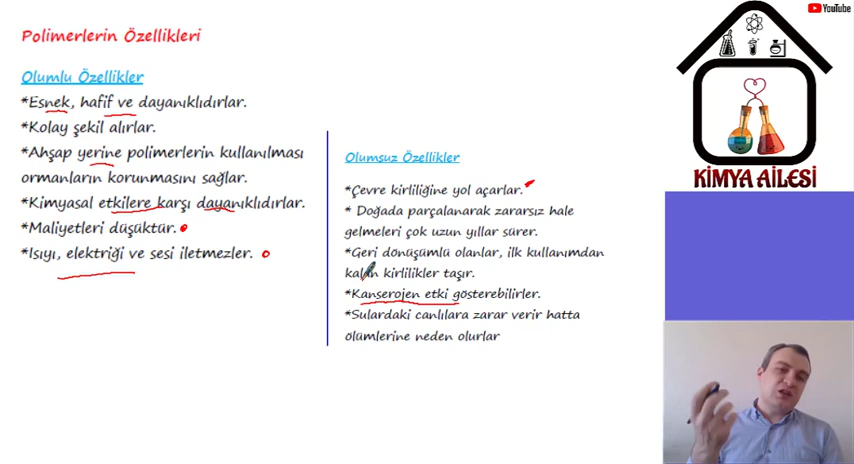 Polimerlerin Özellikleri
Olumlu Özellikler
*Esnek, hafif ve dayanıklıdırlar.
*Kolay şekil alırlar.
*Ahşap yerine polimerlerin kullanılması
ormanların korunmasını sağlar.
*Kimyasal etkilere karşı dayanıklıdırlar.
*Maliyetleri düşüktür.
*Isıyı, elektriği ve sesi iletmezler.
Olumsuz Özellikler
*Çevre kirliliğine yol açarlar.
* Doğada parçalanarak zararsız hale
gelmeleri çok uzun yıllar sürer.
*Geri dönüşümlü olanlar, ilk kullanımdan
kalan kirlilikler taşır.
*Kanserojen etki gösterebilirler.
*Sulardaki canlılara zarar verir hatta
ölümlerine neden olurlar
YouTube
KİMYA AİLESİ